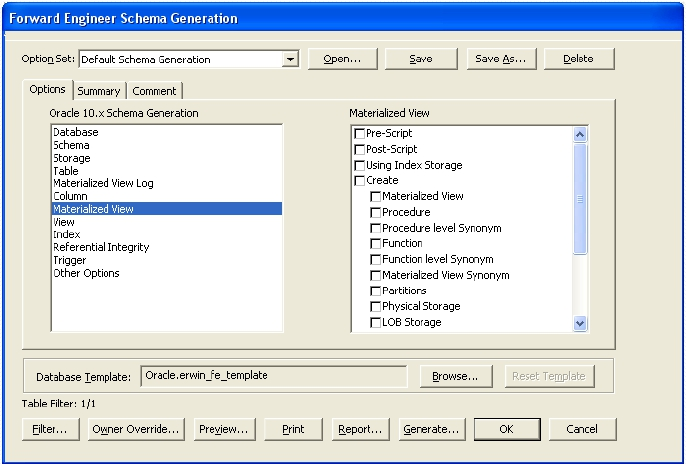 Forward Engineer Schema Generation
Option Set: Default Schema Generation Open... Save Save As... Delete
Options Summary Comment
Oracle 10.x Schema Generation
Database
Schema
Storage
Table
Materialized View Log
Column
Materialized View
View
Index
Referential Integrity
Trigger
Other Options
Materialized View
Pre-Script
Post-Script
Using Index Storage
Create
Materialized View
Procedure
Procedure level Synonym
Function
Function level Synonym
Materialized View Synonym
Partitions
Physical Storage
LOB Storage
Database Template: Oracle.erwin_fe_template Browse... Reset Template
Table Filter: 1/1
Filter... Owner Override... Preview... Print Report... Generate... OK Cancel